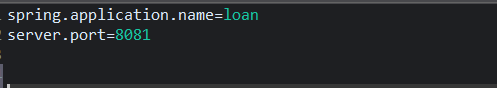 spring.application.name=loan
server.port=8081